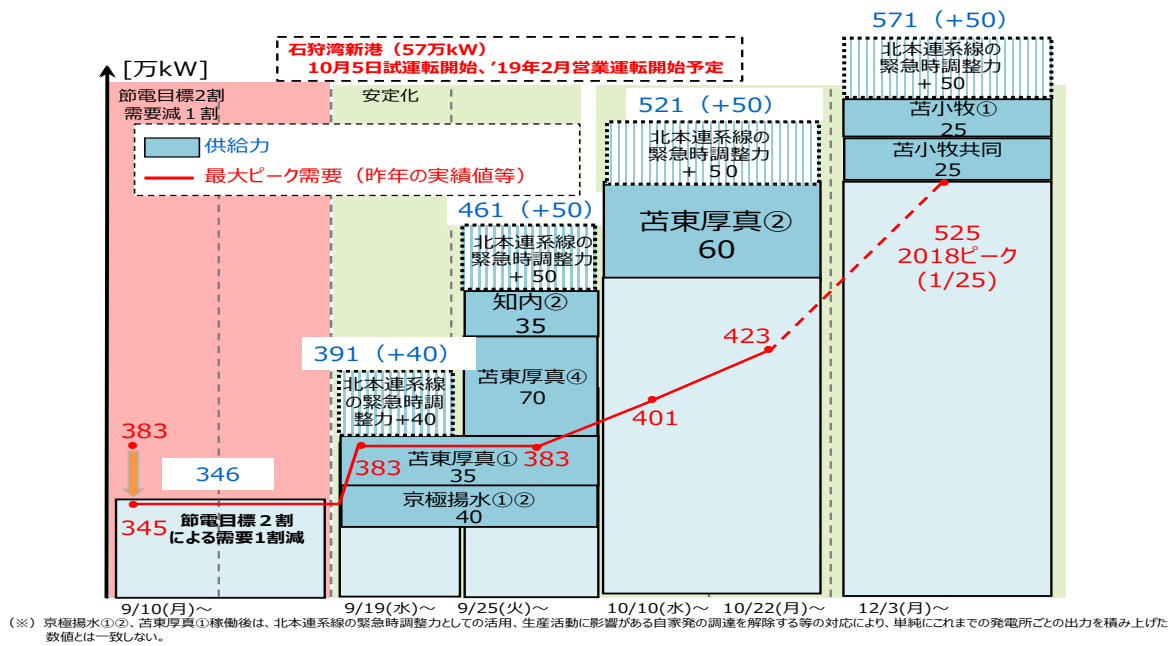 石狩湾新港（57万kW）
10月5日試運転開始、’19年2月営業運転開始予定
[万kW]
節電目標2割
需要減１割
安定化
供給力
最大ピーク需要（昨年の実績値等）
383
346
345
節電目標２割
による需要1割減
391（+40）
北本連系線
の緊急時調
整力+40
383
苫東厚真①
35
京極揚水①②
40
461（+50）
北本連系線の
緊急時調整力
+ 50
知内②
35
苫東厚真④
70
383
521（+50）
北本連系線の
緊急時調整力
+ ５０
苫東厚真②
60
401
423
571（+50）
北本連系線の
緊急時調整力
+ 50
苫小牧①
25
苫小牧共同
25
525
2018ピーク
(1/25)
9/10(月)～
9/19(水)～
9/25(火)～
10/10(水)～
10/22(月)～
12/3(月)～
（※）京極揚水①②、苫東厚真①稼働後は、北本連系線の緊急時調整力としての活用、生産活動に影響がある自家発の調達を解除する等の対応により、単純にこれまでの発電所ごとの出力を積み上げた
数値とは一致しない。